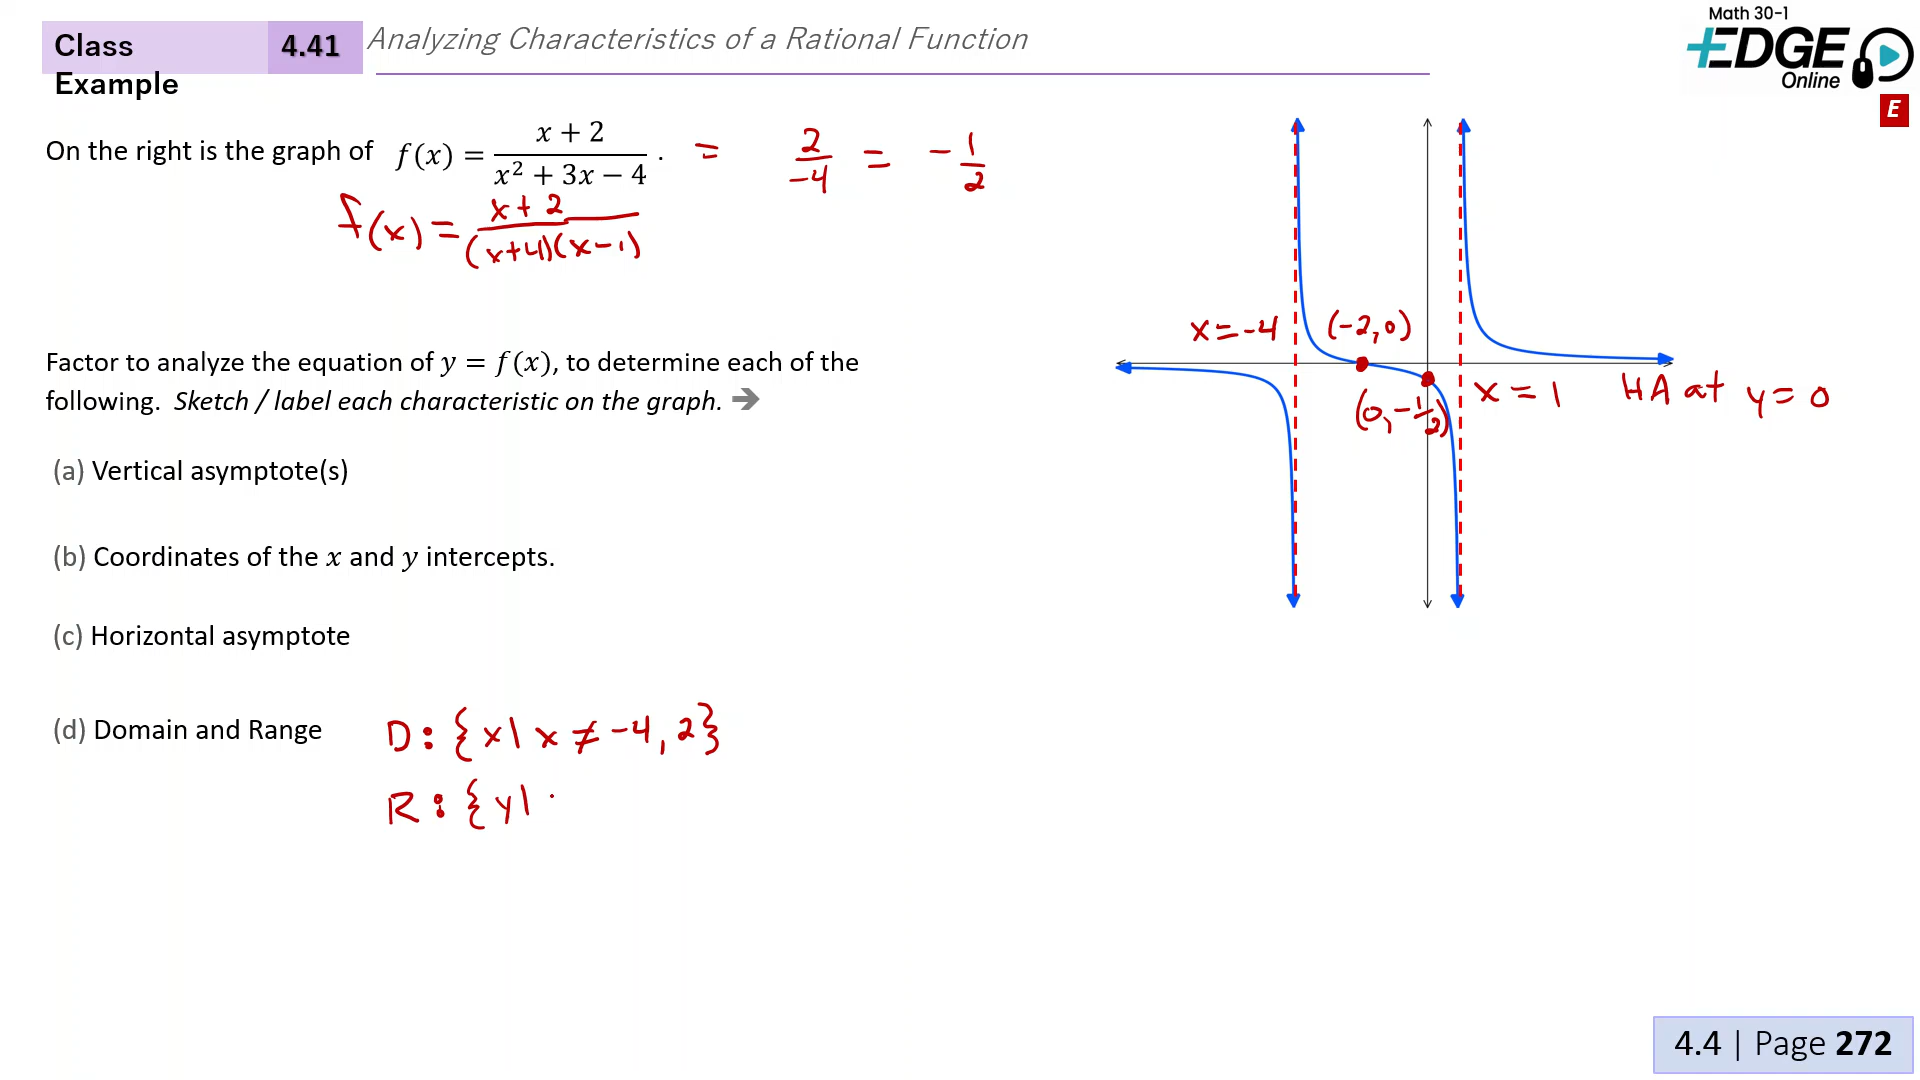 Class Example
4.41
Analyzing Characteristics of a Rational Function
Math 30-1
+EDGE
Online
E
On the right is the graph of f(x) = (x + 2)/(x² + 3x − 4) . = 2/-4 = -1/2
f(x) = (x+2)/((x+4)(x-1))
Factor to analyze the equation of y = f(x), to determine each of the
following. Sketch / label each characteristic on the graph. ➔
(a) Vertical asymptote(s)
(b) Coordinates of the x and y intercepts.
(c) Horizontal asymptote
(d) Domain and Range
D: {x| x ≠ -4, 2}
R: {y| .
x=-4
(-2,0)
(0,-1/2)
x = 1
HA at y= 0
4.4 | Page 272